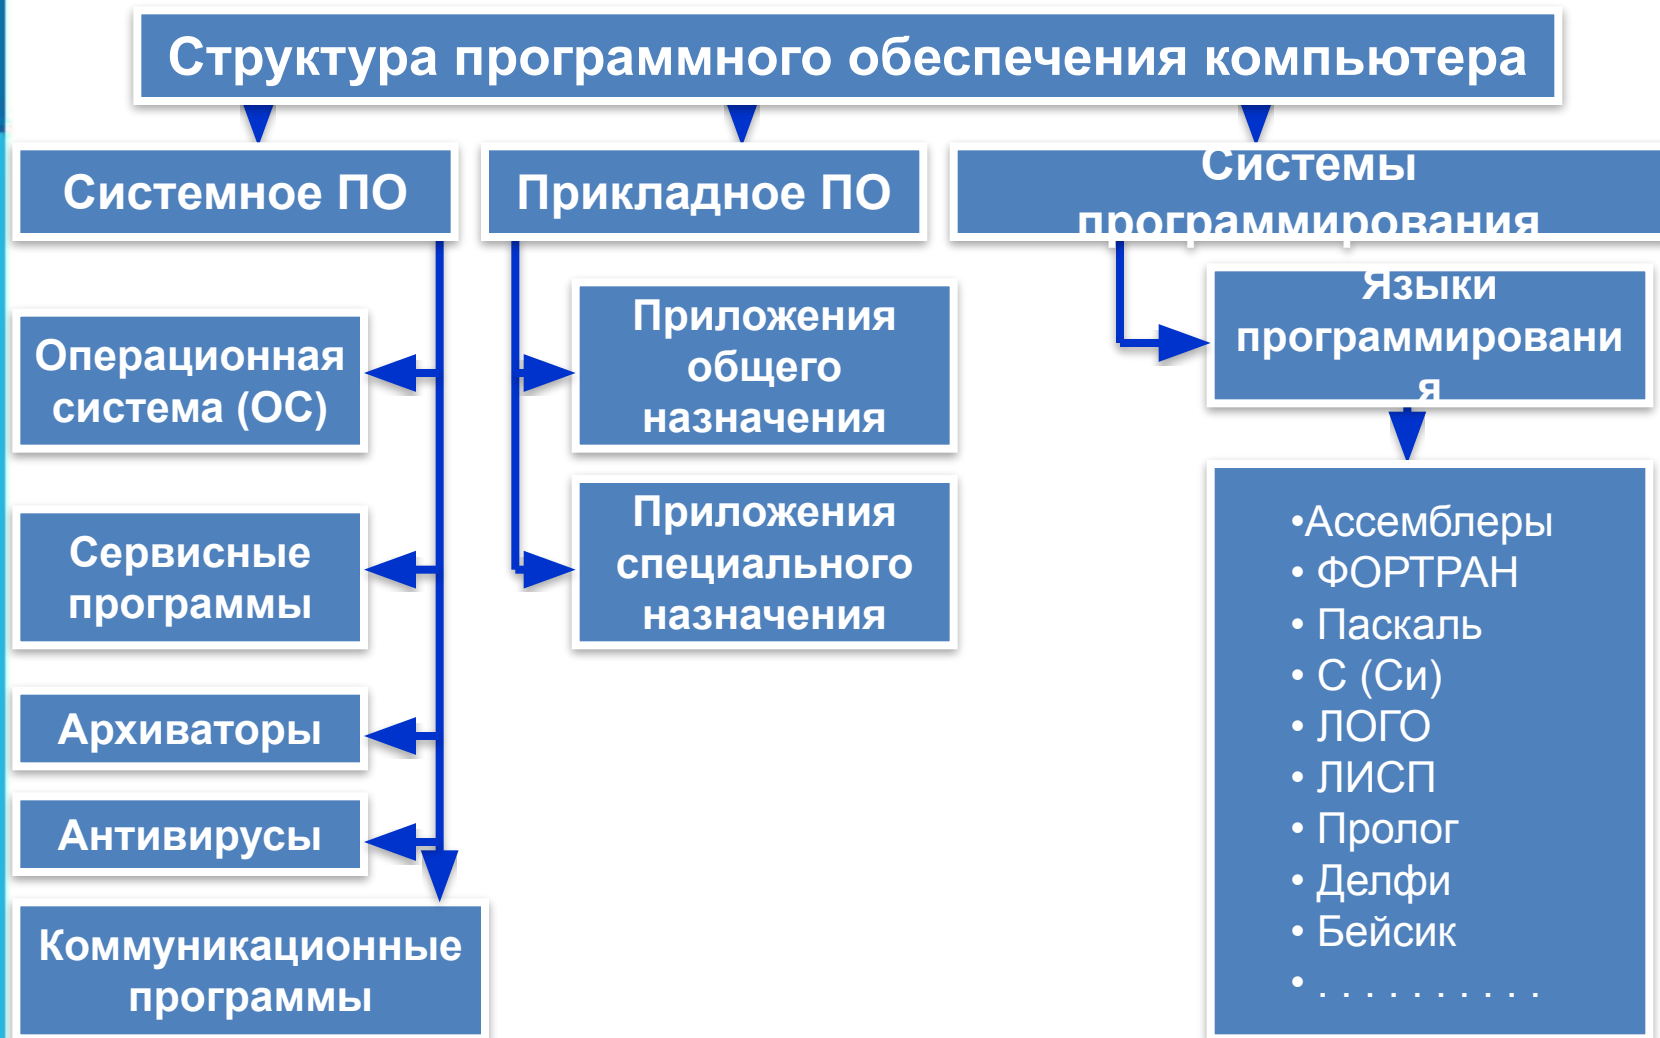 Структура программного обеспечения компьютера
Системное ПО
Прикладное ПО
Системы
программирования
Операционная
система (ОС)
Сервисные
программы
Архиваторы
Антивирусы
Коммуникационные
программы
Приложения
общего
назначения
Приложения
специального
назначения
Языки
программировани
я
•Ассемблеры
• ФОРТРАН
• Паскаль
• С (Си)
• ЛОГО
• ЛИСП
• Пролог
• Делфи
• Бейсик
• . . . . . . . . . .